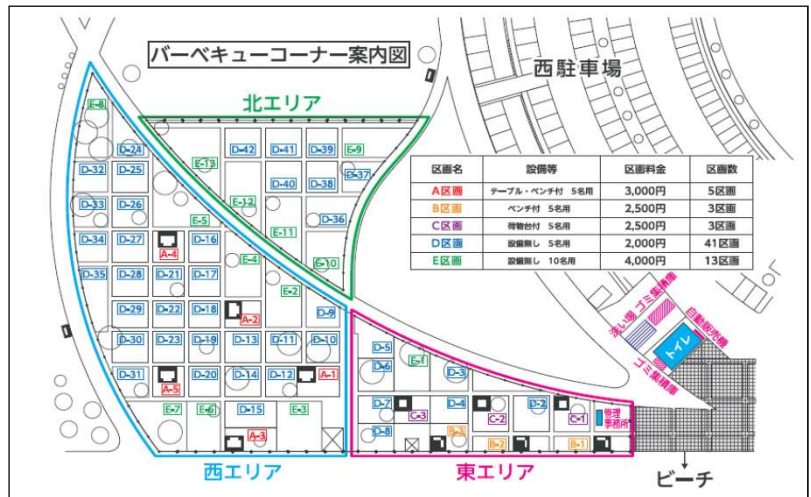 バーベキューコーナー案内図
西駐車場
北エリア
E-8
D-24
D-42
D-41
D-39
E-9
E-13
D-32
D-25
D-40
D-38
D-37
D-33
D-26
E-12
D-36
E-5
E-11
D-34
D-27
A-4
D-16
E-4
E-10
D-35
D-28
D-21
D-17
E-2
D-29
D-22
D-18
A-2
D-9
D-30
D-23
D-19
D-13
D-11
D-10
D-31
A-5
D-20
D-14
D-12
A-1
E-7
E-6
D-15
E-3
A-3
西エリア
区画名 設備等 区画料金 区画数
A区画 テーブル・ベンチ付 5名用 3,000円 5区画
B区画 ベンチ付 5名用 2,500円 3区画
C区画 荷物台付 5名用 2,500円 3区画
D区画 設備無し 5名用 2,000円 41区画
E区画 設備無し 10名用 4,000円 13区画
洗い場
ゴミ集積庫
自動販売機
トイレ
ゴミ集積庫
D-5
E-1
D-6
D-3
D-7
C-3
D-4
C-2
D-2
C-1
管理
事務所
D-8
B-3
B-2
B-1
東エリア
ビーチ